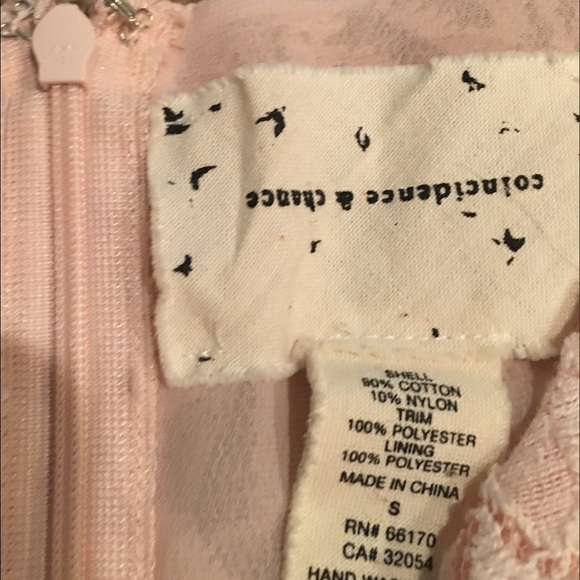 coincidence & chance
SHELL
90% COTTON
10% NYLON
TRIM
100% POLYESTER
LINING
100% POLYESTER
MADE IN CHINA
S
RN# 66170
CA# 32054
HAND